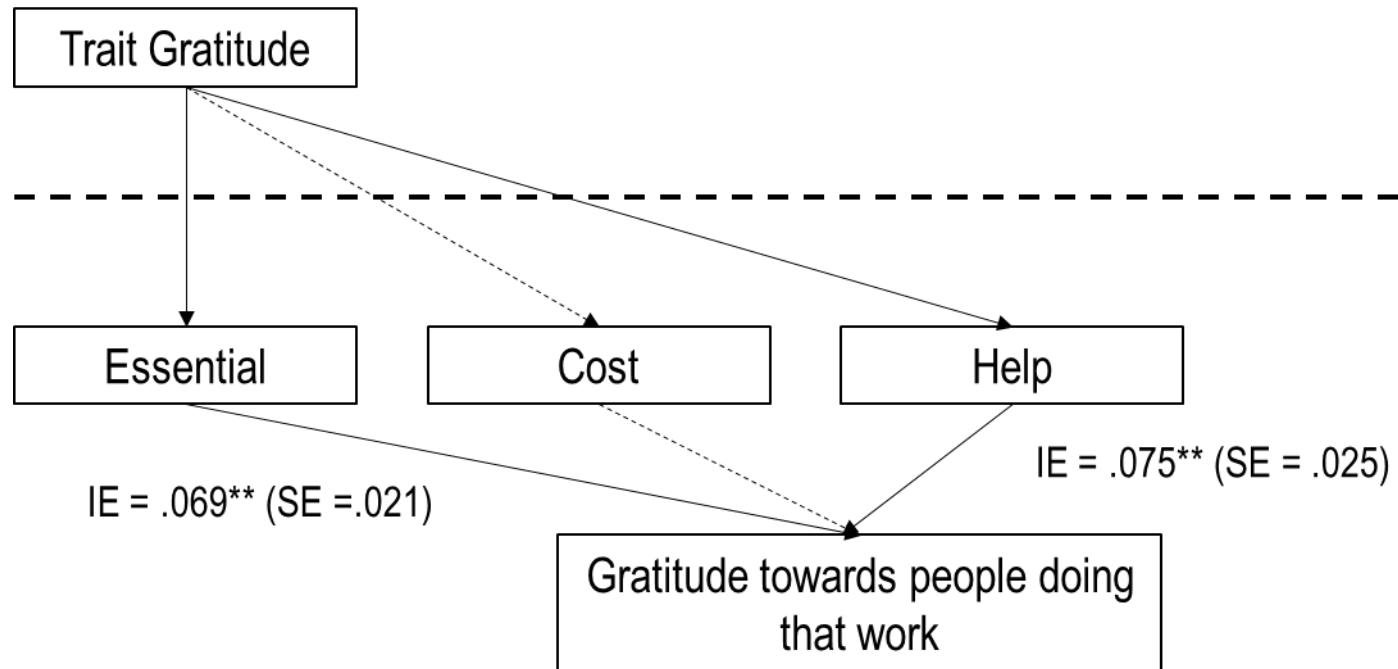 Trait Gratitude
Essential
Cost
Help
IE = .069** (SE =.021)
IE = .075** (SE = .025)
Gratitude towards people doing
that work